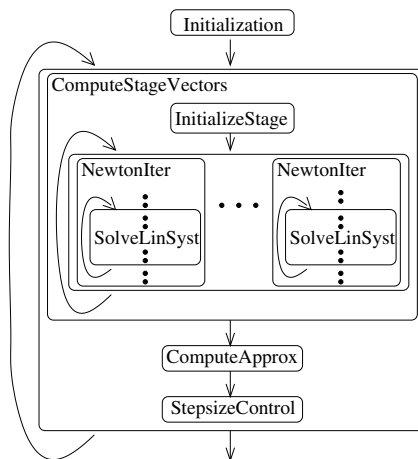 Initialization
ComputeStageVectors
InitializeStage
NewtonIter NewtonIter
SolveLinSyst SolveLinSyst
ComputeApprox
StepsizeControl